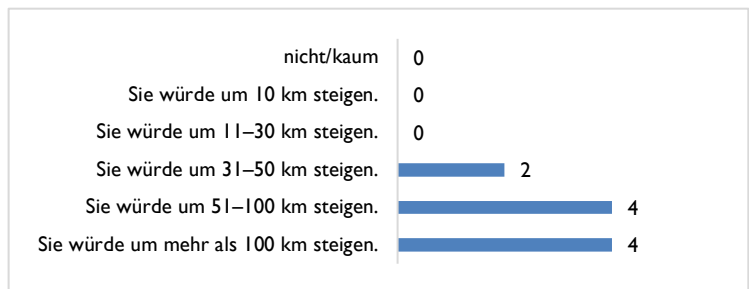 nicht/kaum 0
Sie würde um 10 km steigen. 0
Sie würde um 11–30 km steigen. 0
Sie würde um 31–50 km steigen. 2
Sie würde um 51–100 km steigen. 4
Sie würde um mehr als 100 km steigen. 4